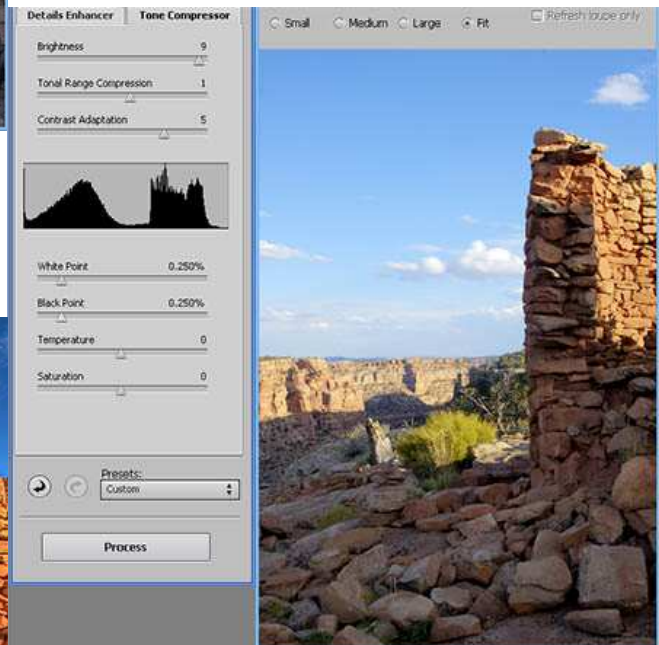 Details Enhancer Tone Compressor
Brightness 9
Tonal Range Compression 1
Contrast Adaptation 5
White Point 0.250%
Black Point 0.250%
Temperature 0
Saturation 0
Presets:
Custom
Process
Small Medium Large Fit
Refresh loupe only